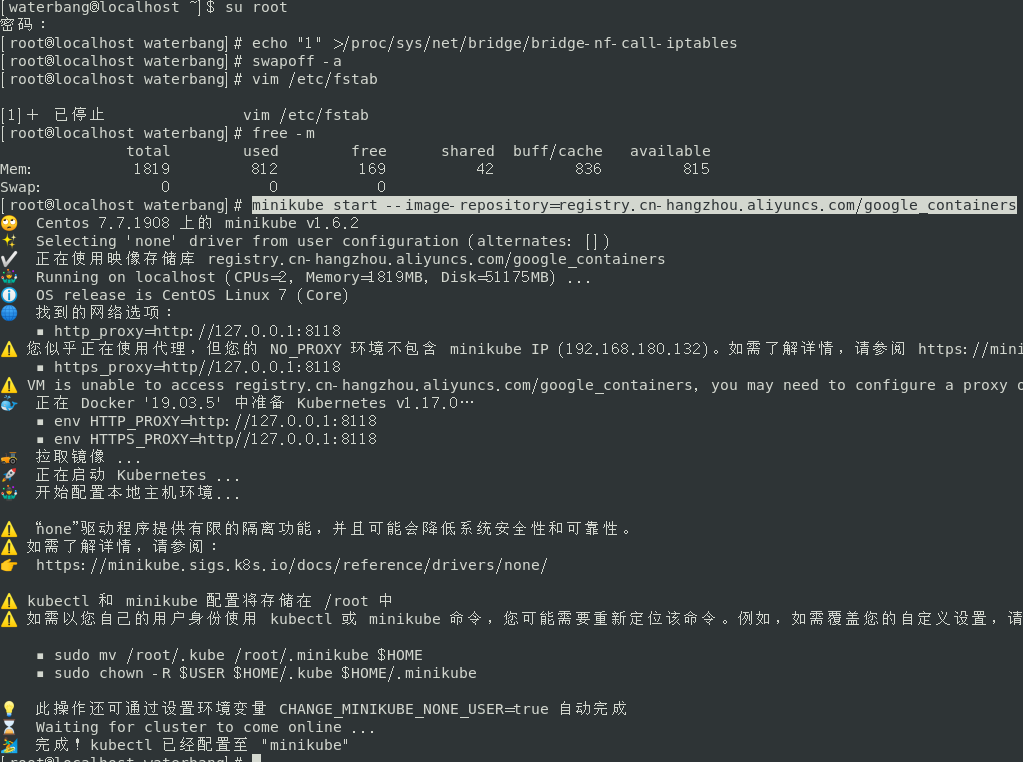 [waterbang@localhost ~]$ su root
密码：
[root@localhost waterbang]# echo "1" >/proc/sys/net/bridge/bridge-nf-call-iptables
[root@localhost waterbang]# swapoff -a
[root@localhost waterbang]# vim /etc/fstab
[1]+ 已停止 vim /etc/fstab
[root@localhost waterbang]# free -m
total used free shared buff/cache available
Mem: 1819 812 169 42 836 815
Swap: 0 0 0
[root@localhost waterbang]# minikube start --image-repository=registry.cn-hangzhou.aliyuncs.com/google_containers
🙄 Centos 7.7.1908 上的 minikube v1.6.2
✨ Selecting 'none' driver from user configuration (alternates: [])
✔️ 正在使用映像存储库 registry.cn-hangzhou.aliyuncs.com/google_containers
🤹 Running on localhost (CPUs=2, Memory=1819MB, Disk=51175MB) ...
ℹ️ OS release is CentOS Linux 7 (Core)
🌐 找到的网络选项：
▪ http_proxy=http://127.0.0.1:8118
⚠️ 您似乎正在使用代理，但您的 NO_PROXY 环境不包含 minikube IP (192.168.180.132)。如需了解详情，请参阅 https://mini
▪ https_proxy=http//127.0.0.1:8118
⚠️ VM is unable to access registry.cn-hangzhou.aliyuncs.com/google_containers, you may need to configure a proxy o
🐳 正在 Docker '19.03.5' 中准备 Kubernetes v1.17.0…
▪ env HTTP_PROXY=http://127.0.0.1:8118
▪ env HTTPS_PROXY=http//127.0.0.1:8118
🚜 拉取镜像 ...
🚀 正在启动 Kubernetes ...
🤹 开始配置本地主机环境...
⚠️ “none”驱动程序提供有限的隔离功能，并且可能会降低系统安全性和可靠性。
⚠️ 如需了解详情，请参阅：
👉 https://minikube.sigs.k8s.io/docs/reference/drivers/none/
⚠️ kubectl 和 minikube 配置将存储在 /root 中
⚠️ 如需以您自己的用户身份使用 kubectl 或 minikube 命令，您可能需要重新定位该命令。例如，如需覆盖您的自定义设置，请
▪ sudo mv /root/.kube /root/.minikube $HOME
▪ sudo chown -R $USER $HOME/.kube $HOME/.minikube
💡 此操作还可通过设置环境变量 CHANGE_MINIKUBE_NONE_USER=true 自动完成
⌛ Waiting for cluster to come online ...
🏄 完成！kubectl 已经配置至 "minikube"
[root@localhost waterbang]#